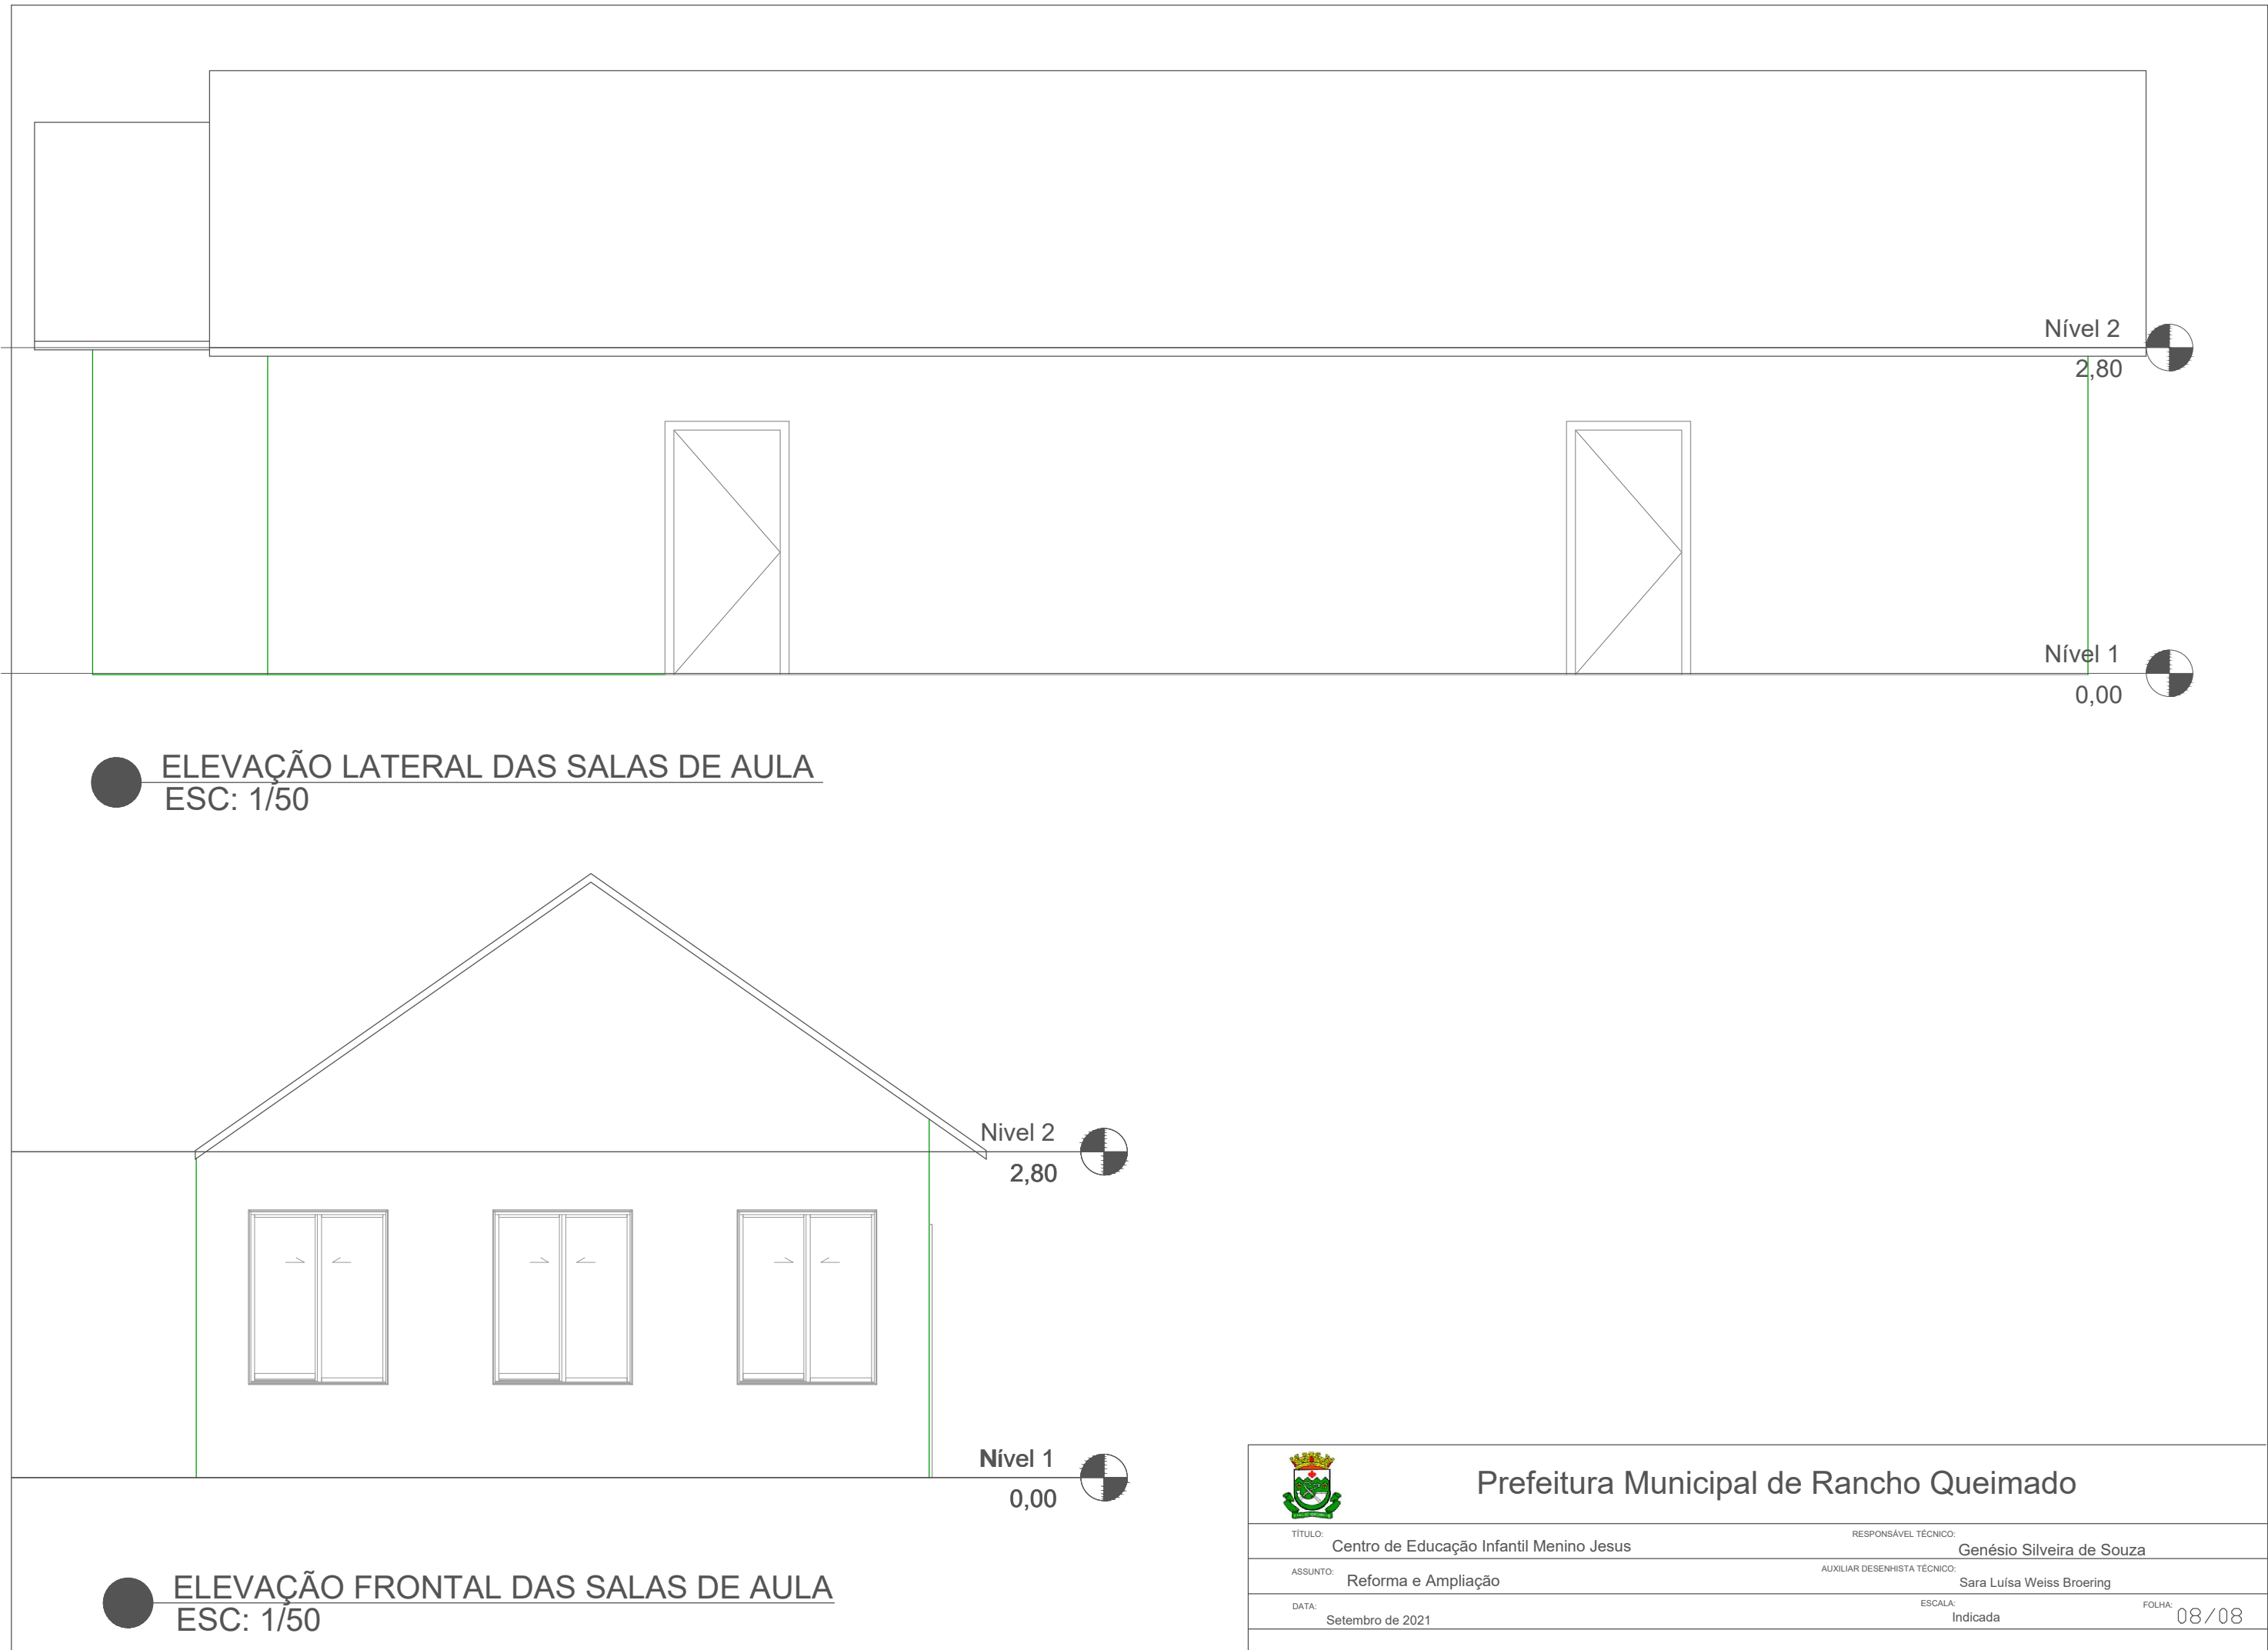 Nível 2
2,80
Nível 1
0,00
ELEVAÇÃO LATERAL DAS SALAS DE AULA
ESC: 1/50
Nivel 2
2,80
Nível 1
0,00
ELEVAÇÃO FRONTAL DAS SALAS DE AULA
ESC: 1/50
Prefeitura Municipal de Rancho Queimado
TÍTULO: Centro de Educação Infantil Menino Jesus
RESPONSÁVEL TÉCNICO: Genésio Silveira de Souza
ASSUNTO: Reforma e Ampliação
AUXILIAR DESENHISTA TÉCNICO: Sara Luísa Weiss Broering
DATA: Setembro de 2021
ESCALA: Indicada
FOLHA: 08/08